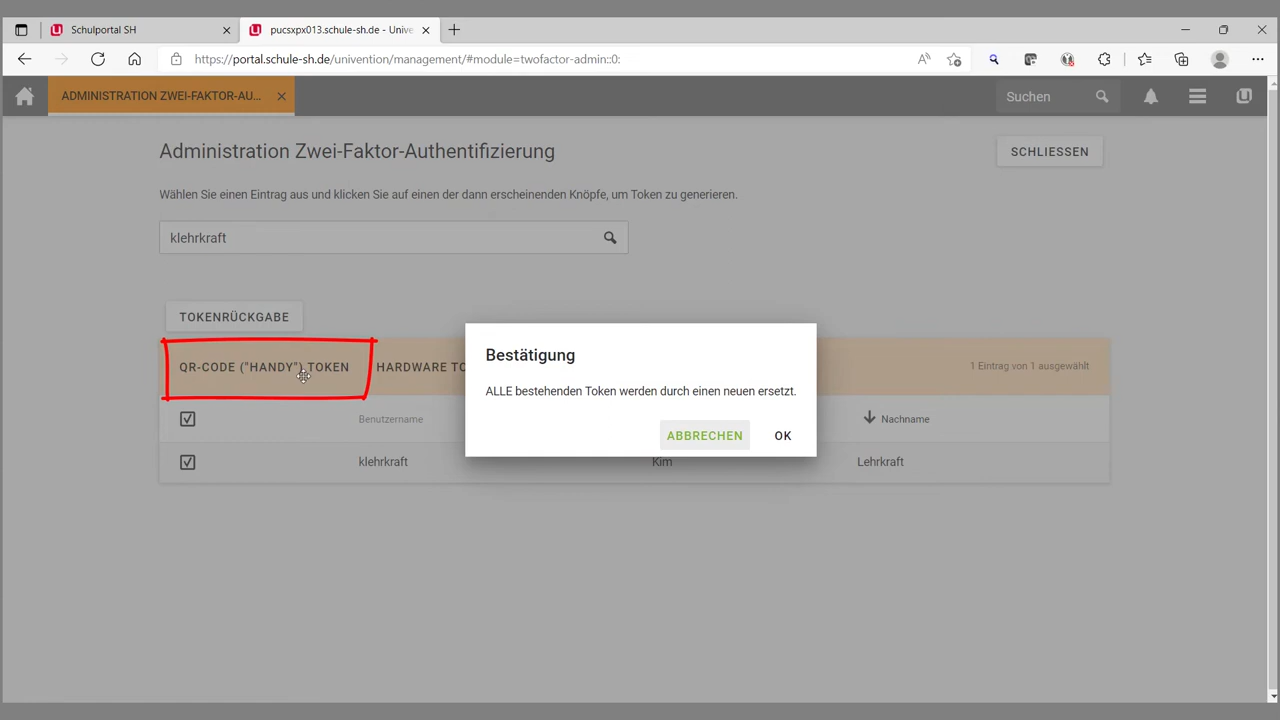 Schulportal SH
pucsxpx013.schule-sh.de - Unive
https://portal.schule-sh.de/univention/management/#module=twofactor-admin::0:
ADMINISTRATION ZWEI-FAKTOR-AU...
Suchen
Administration Zwei-Faktor-Authentifizierung
SCHLIESSEN
Wählen Sie einen Eintrag aus und klicken Sie auf einen der dann erscheinenden Knöpfe, um Token zu generieren.
klehrkraft
TOKENRÜCKGABE
QR-CODE ("HANDY") TOKEN
HARDWARE TO
1 Eintrag von 1 ausgewählt
Bestätigung
ALLE bestehenden Token werden durch einen neuen ersetzt.
ABBRECHEN
OK
Benutzername
Nachname
klehrkraft
Kim
Lehrkraft